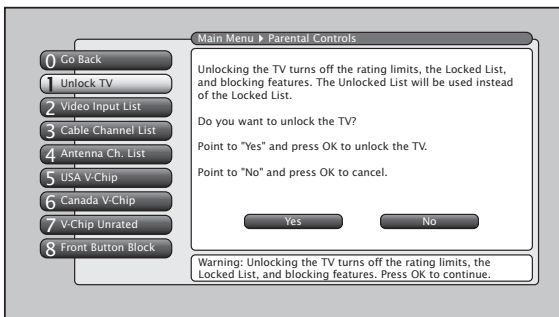 Main Menu ▶ Parental Controls
0 Go Back
1 Unlock TV
2 Video Input List
3 Cable Channel List
4 Antenna Ch. List
5 USA V-Chip
6 Canada V-Chip
7 V-Chip Unrated
8 Front Button Block
Unlocking the TV turns off the rating limits, the Locked List,
and blocking features. The Unlocked List will be used instead
of the Locked List.
Do you want to unlock the TV?
Point to "Yes" and press OK to unlock the TV.
Point to "No" and press OK to cancel.
Yes
No
Warning: Unlocking the TV turns off the rating limits, the
Locked List, and blocking features. Press OK to continue.